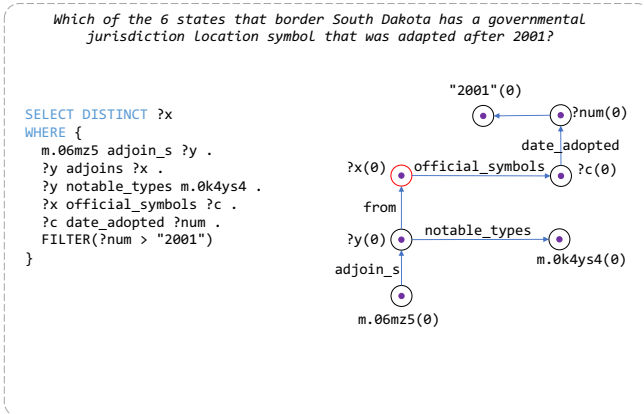 Which of the 6 states that border South Dakota has a governmental
jurisdiction location symbol that was adapted after 2001?
SELECT DISTINCT ?x
WHERE {
m.06mz5 adjoin_s ?y .
?y adjoins ?x .
?y notable_types m.0k4ys4 .
?x official_symbols ?c .
?c date_adopted ?num .
FILTER(?num > "2001")
}
"2001"(0)
?num(0)
date_adopted
?x(0)
official_symbols
?c(0)
from
?y(0)
notable_types
m.0k4ys4(0)
adjoin_s
m.06mz5(0)